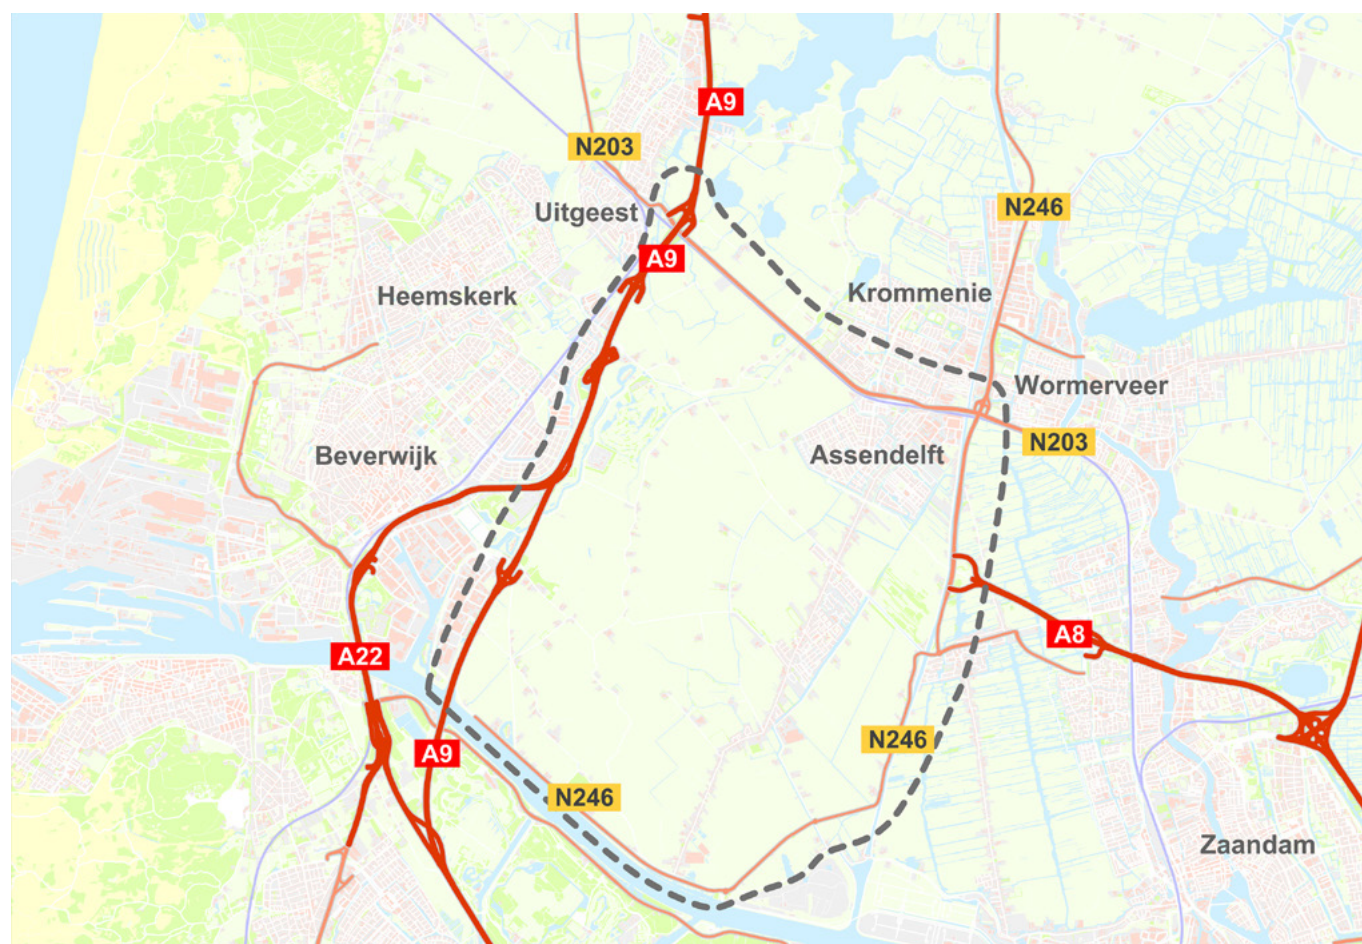 A9
N203
N246
Uitgeest
A9
Heemskerk
Krommenie
Wormerveer
N203
Beverwijk
Assendelft
A8
A22
N246
A9
N246
Zaandam